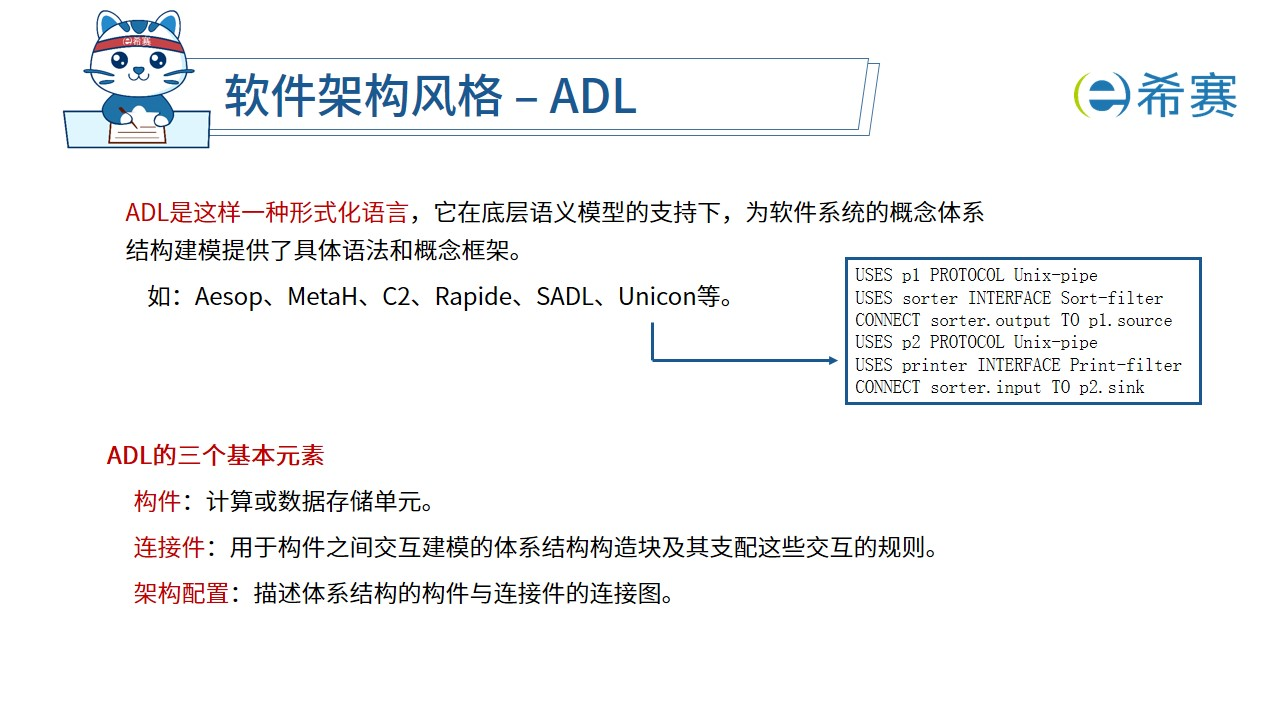 希赛
软件架构风格 – ADL
希赛
ADL是这样一种形式化语言，它在底层语义模型的支持下，为软件系统的概念体系
结构建模提供了具体语法和概念框架。
如：Aesop、MetaH、C2、Rapide、SADL、Unicon等。
USES p1 PROTOCOL Unix-pipe
USES sorter INTERFACE Sort-filter
CONNECT sorter.output TO p1.source
USES p2 PROTOCOL Unix-pipe
USES printer INTERFACE Print-filter
CONNECT sorter.input TO p2.sink
ADL的三个基本元素
构件：计算或数据存储单元。
连接件：用于构件之间交互建模的体系结构构造块及其支配这些交互的规则。
架构配置：描述体系结构的构件与连接件的连接图。